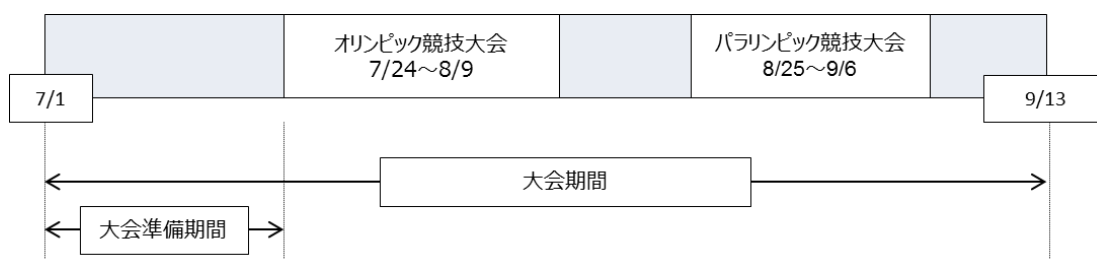 オリンピック競技大会
7/24～8/9
パラリンピック競技大会
8/25～9/6
7/1
9/13
大会期間
大会準備期間